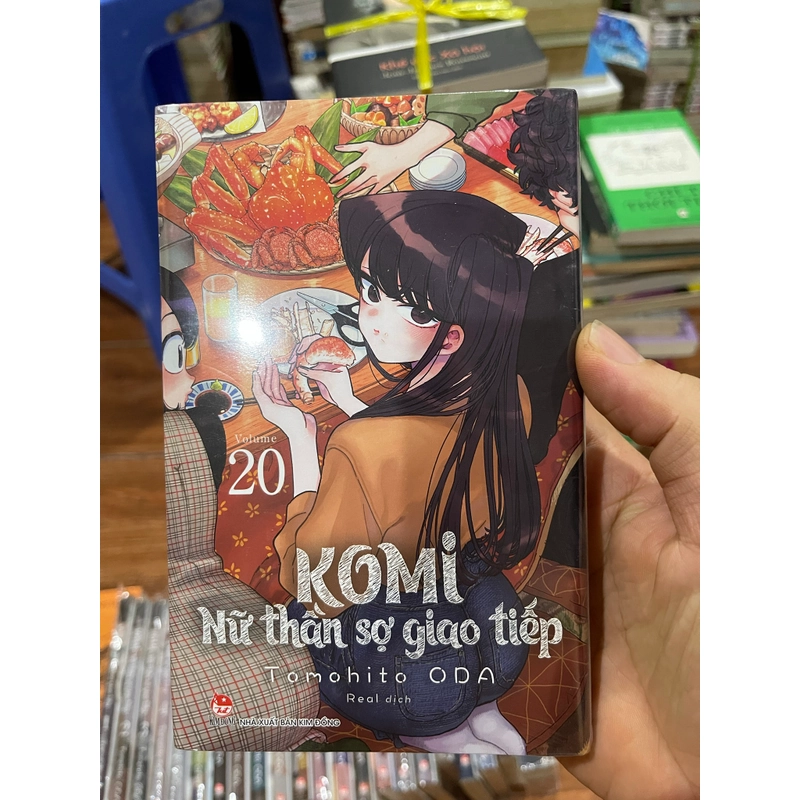 Volume
20
KOMi
Nữ thần sợ giao tiếp
Tomohito ODA
Real dịch
NHÀ XUẤT BẢN KIM ĐỒNG